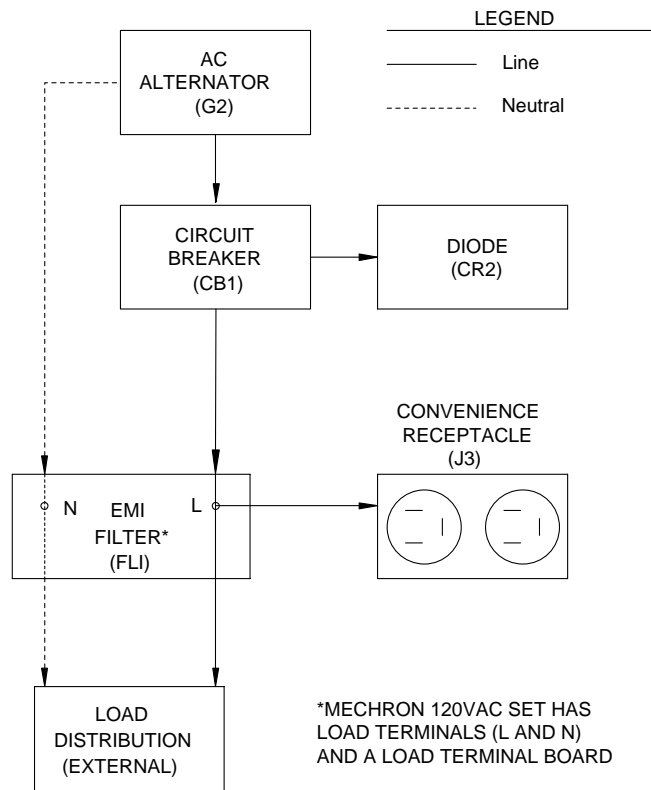 LEGEND
Line
Neutral
AC
ALTERNATOR
(G2)
CIRCUIT
BREAKER
(CB1)
DIODE
(CR2)
CONVENIENCE
RECEPTACLE
(J3)
N
EMI
FILTER*
(FLI)
L
LOAD
DISTRIBUTION
(EXTERNAL)
*MECHRON 120VAC SET HAS
LOAD TERMINALS (L AND N)
AND A LOAD TERMINAL BOARD